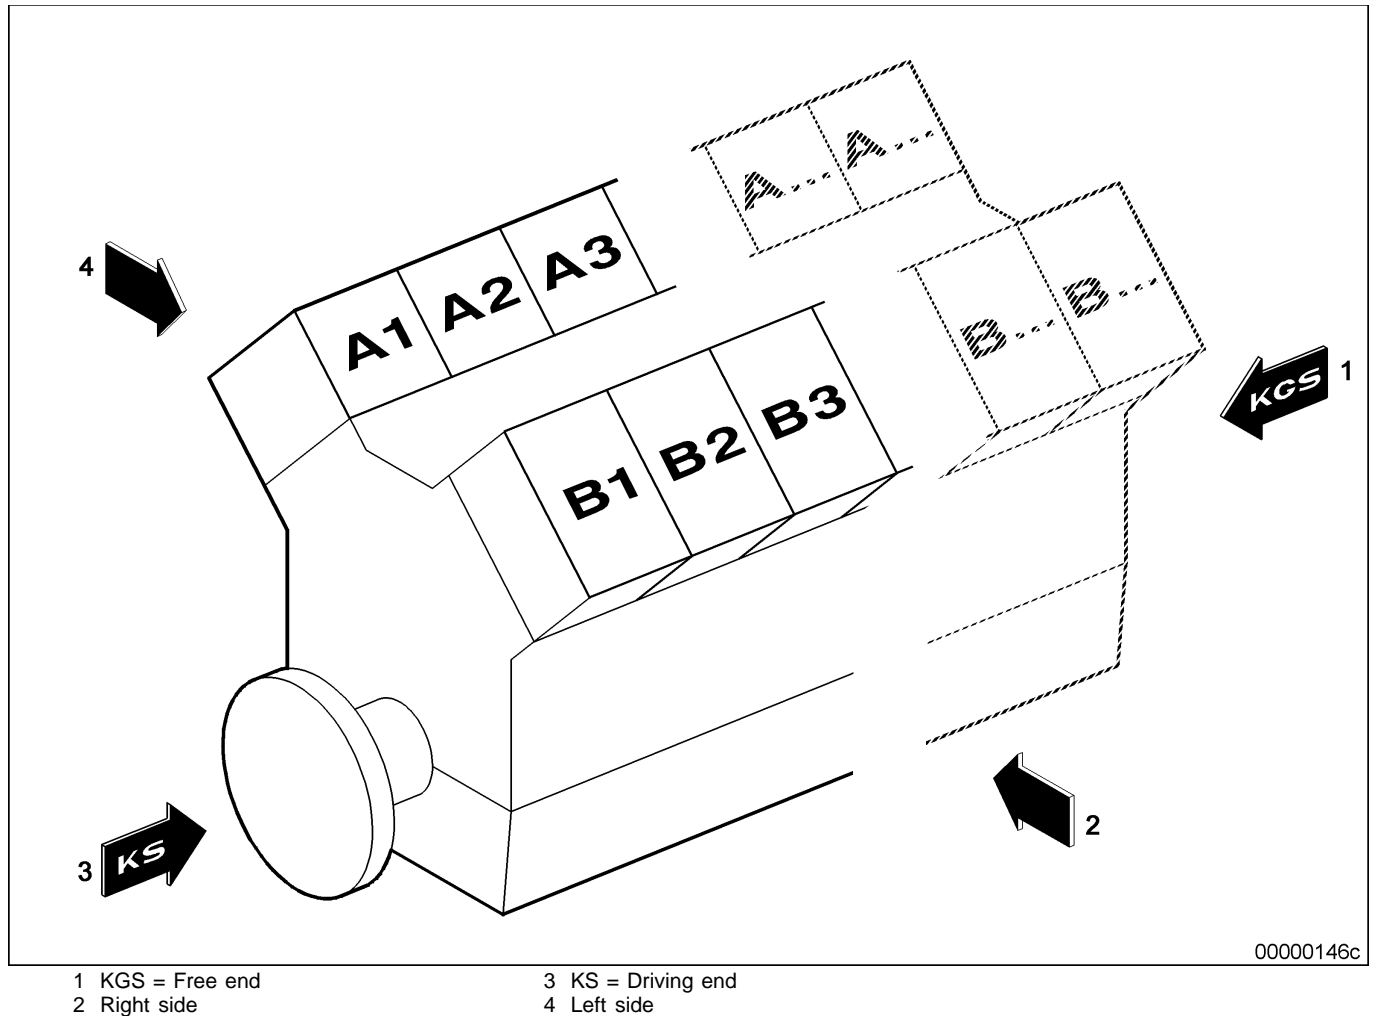 A... A...
4 A1 A2 A3
B... B...
KGS 1
B1 B2 B3
3 KS
2
00000146c
1 KGS = Free end
2 Right side
3 KS = Driving end
4 Left side